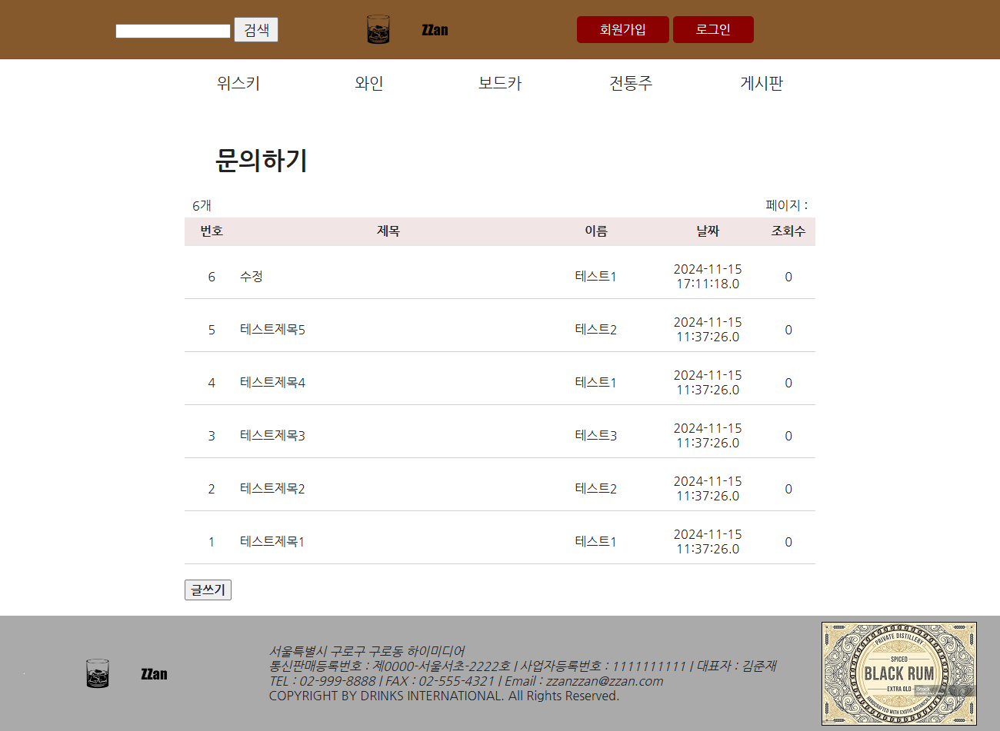 검색
ZZan
회원가입
로그인
위스키
와인
보드카
전통주
게시판
문의하기
6개
페이지 :
번호 제목 이름 날짜 조회수
6 수정 테스트1 2024-11-15 17:11:18.0 0
5 테스트제목5 테스트2 2024-11-15 11:37:26.0 0
4 테스트제목4 테스트1 2024-11-15 11:37:26.0 0
3 테스트제목3 테스트3 2024-11-15 11:37:26.0 0
2 테스트제목2 테스트2 2024-11-15 11:37:26.0 0
1 테스트제목1 테스트1 2024-11-15 11:37:26.0 0
글쓰기
ZZan
서울특별시 구로구 구로동 하이미디어
통신판매등록번호 : 제0000-서울서초-2222호 | 사업자등록번호 : 1111111111 | 대표자 : 김준재
TEL : 02-999-8888 | FAX : 02-555-4321 | Email : zzanzzan@zzan.com
COPYRIGHT BY DRINKS INTERNATIONAL. All Rights Reserved.
PRIVATE DISTILLERY
SPICED
BLACK RUM
EXTRA OLD
HANDCRAFTED WITH EXOTIC BOTANICALS
iStock